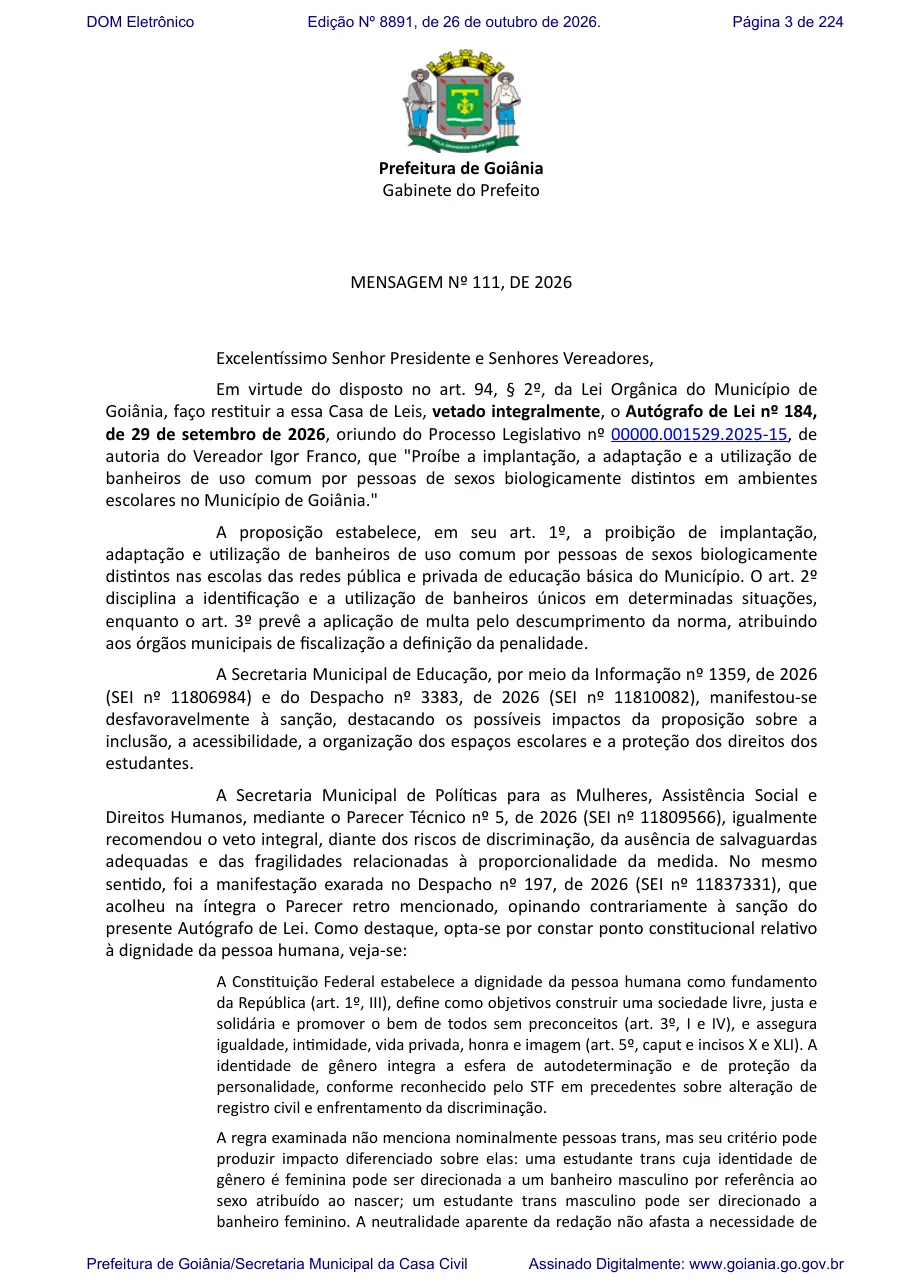 DOM Eletrônico Edição Nº 8891, de 26 de outubro de 2026. Página 3 de 224
PELA GRANDEZA DA PÁTRIA
Prefeitura de Goiânia
Gabinete do Prefeito
MENSAGEM Nº 111, DE 2026
Excelentíssimo Senhor Presidente e Senhores Vereadores,
Em virtude do disposto no art. 94, § 2º, da Lei Orgânica do Município de
Goiânia, faço restituir a essa Casa de Leis, vetado integralmente, o Autógrafo de Lei nº 184,
de 29 de setembro de 2026, oriundo do Processo Legislativo nº 00000.001529.2025-15, de
autoria do Vereador Igor Franco, que "Proíbe a implantação, a adaptação e a utilização de
banheiros de uso comum por pessoas de sexos biologicamente distintos em ambientes
escolares no Município de Goiânia."
A proposição estabelece, em seu art. 1º, a proibição de implantação,
adaptação e utilização de banheiros de uso comum por pessoas de sexos biologicamente
distintos nas escolas das redes pública e privada de educação básica do Município. O art. 2º
disciplina a identificação e a utilização de banheiros únicos em determinadas situações,
enquanto o art. 3º prevê a aplicação de multa pelo descumprimento da norma, atribuindo
aos órgãos municipais de fiscalização a definição da penalidade.
A Secretaria Municipal de Educação, por meio da Informação nº 1359, de 2026
(SEI nº 11806984) e do Despacho nº 3383, de 2026 (SEI nº 11810082), manifestou-se
desfavoravelmente à sanção, destacando os possíveis impactos da proposição sobre a
inclusão, a acessibilidade, a organização dos espaços escolares e a proteção dos direitos dos
estudantes.
A Secretaria Municipal de Políticas para as Mulheres, Assistência Social e
Direitos Humanos, mediante o Parecer Técnico nº 5, de 2026 (SEI nº 11809566), igualmente
recomendou o veto integral, diante dos riscos de discriminação, da ausência de salvaguardas
adequadas e das fragilidades relacionadas à proporcionalidade da medida. No mesmo
sentido, foi a manifestação exarada no Despacho nº 197, de 2026 (SEI nº 11837331), que
acolheu na íntegra o Parecer retro mencionado, opinando contrariamente à sanção do
presente Autógrafo de Lei. Como destaque, opta-se por constar ponto constitucional relativo
à dignidade da pessoa humana, veja-se:
A Constituição Federal estabelece a dignidade da pessoa humana como fundamento
da República (art. 1º, III), define como objetivos construir uma sociedade livre, justa e
solidária e promover o bem de todos sem preconceitos (art. 3º, I e IV), e assegura
igualdade, intimidade, vida privada, honra e imagem (art. 5º, caput e incisos X e XLI). A
identidade de gênero integra a esfera de autodeterminação e de proteção da
personalidade, conforme reconhecido pelo STF em precedentes sobre alteração de
registro civil e enfrentamento da discriminação.
A regra examinada não menciona nominalmente pessoas trans, mas seu critério pode
produzir impacto diferenciado sobre elas: uma estudante trans cuja identidade de
gênero é feminina pode ser direcionada a um banheiro masculino por referência ao
sexo atribuído ao nascer; um estudante trans masculino pode ser direcionado a
banheiro feminino. A neutralidade aparente da redação não afasta a necessidade de
Prefeitura de Goiânia/Secretaria Municipal da Casa Civil Assinado Digitalmente: www.goiania.go.gov.br